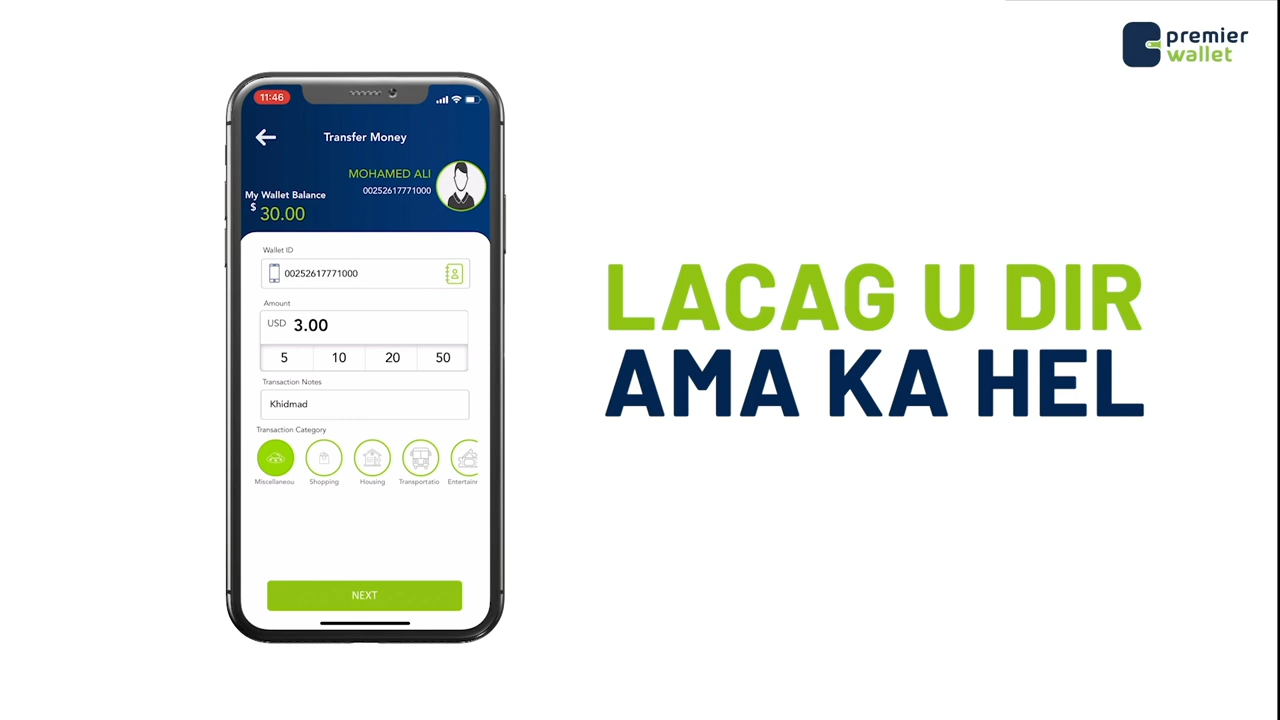 premier
wallet
11:46
Transfer Money
MOHAMED ALI
00252617771000
My Wallet Balance
$ 30.00
Wallet ID
00252617771000
Amount
USD 3.00
5 10 20 50
Transaction Notes
Khidmad
Transaction Category
Miscellaneou Shopping Housing Transportatio Entertainr
NEXT
LACAG U DIR
AMA KA HEL